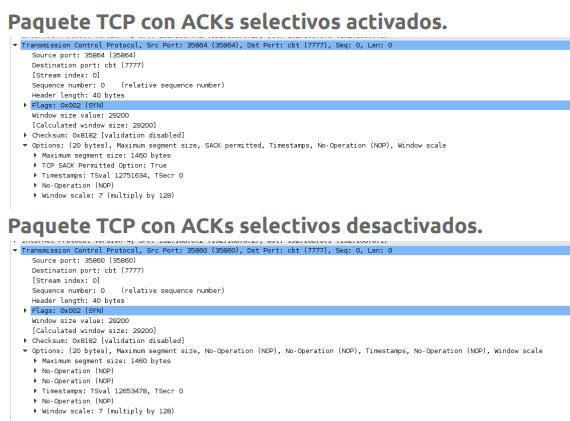 Paquete TCP con ACKs selectivos activados.
Transmission Control Protocol, Src Port: 35864 (35864), Dst Port: cbt (7777), Seq: 0, Len: 0
Source port: 35864 (35864)
Destination port: cbt (7777)
[Stream index: 0]
Sequence number: 0 (relative sequence number)
Header length: 40 bytes
Flags: 0x002 (SYN)
Window size value: 29200
[Calculated window size: 29200]
Checksum: 0x8182 [validation disabled]
Options: (20 bytes), Maximum segment size, SACK permitted, Timestamps, No-Operation (NOP), Window scale
Maximum segment size: 1460 bytes
TCP SACK Permitted Option: True
Timestamps: TSval 12751634, TSecr 0
No-Operation (NOP)
Window scale: 7 (multiply by 128)
Paquete TCP con ACKs selectivos desactivados.
Transmission Control Protocol, Src Port: 35860 (35860), Dst Port: cbt (7777), Seq: 0, Len: 0
Source port: 35860 (35860)
Destination port: cbt (7777)
[Stream index: 0]
Sequence number: 0 (relative sequence number)
Header length: 40 bytes
Flags: 0x002 (SYN)
Window size value: 29200
[Calculated window size: 29200]
Checksum: 0x8182 [validation disabled]
Options: (20 bytes), Maximum segment size, No-Operation (NOP), No-Operation (NOP), Timestamps, No-Operation (NOP), Window scale
Maximum segment size: 1460 bytes
No-Operation (NOP)
No-Operation (NOP)
Timestamps: TSval 12653478, TSecr 0
No-Operation (NOP)
Window scale: 7 (multiply by 128)